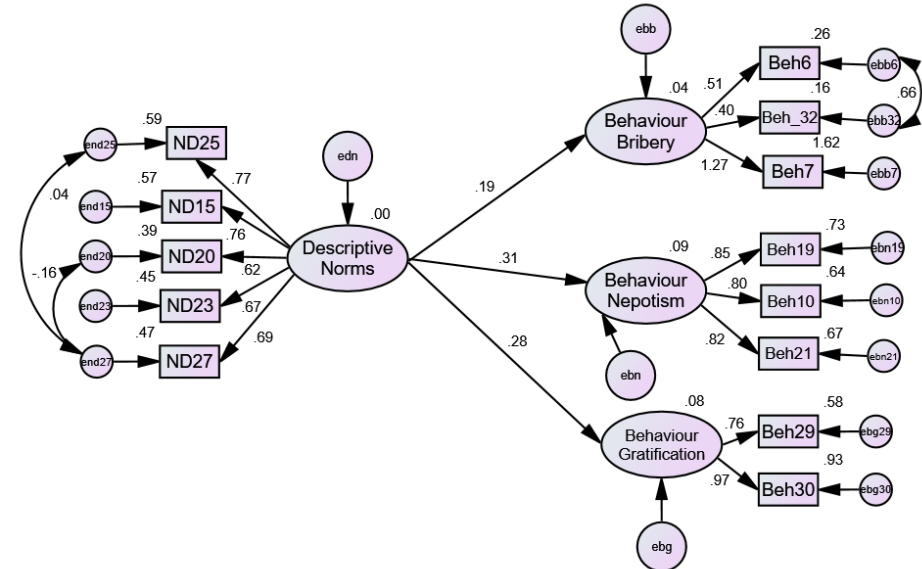 ebb
.26
Beh6
ebb6
.51
.66
.04
.16
Behaviour
Bribery
.40
Beh_32
ebb32
1.62
1.27
Beh7
ebb7
.59
end25
ND25
edn
.77
.04
.57
end15
ND15
.19
.00
.39
.76
end20
ND20
Descriptive
Norms
-.16
.62
.45
end23
ND23
.67
.47
.69
end27
ND27
.31
.09
.73
.85
Beh19
ebn19
Behaviour
Nepotism
.64
.80
Beh10
ebn10
.67
.82
Beh21
ebn21
ebn
.28
.08
.58
.76
Beh29
ebg29
Behaviour
Gratification
.93
.97
Beh30
ebg30
ebg